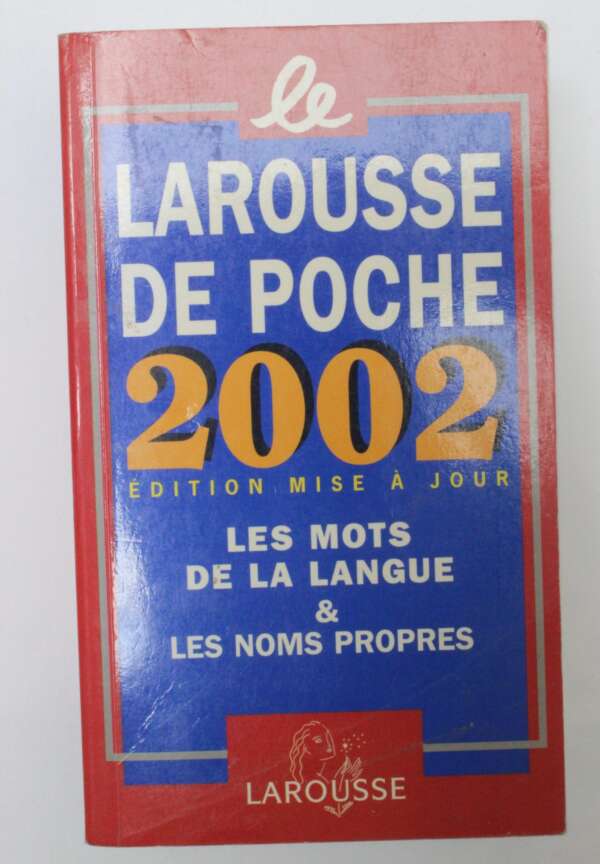 le
LAROUSSE
DE POCHE
2002
ÉDITION MISE À JOUR
LES MOTS
DE LA LANGUE
&
LES NOMS PROPRES
LAROUSSE